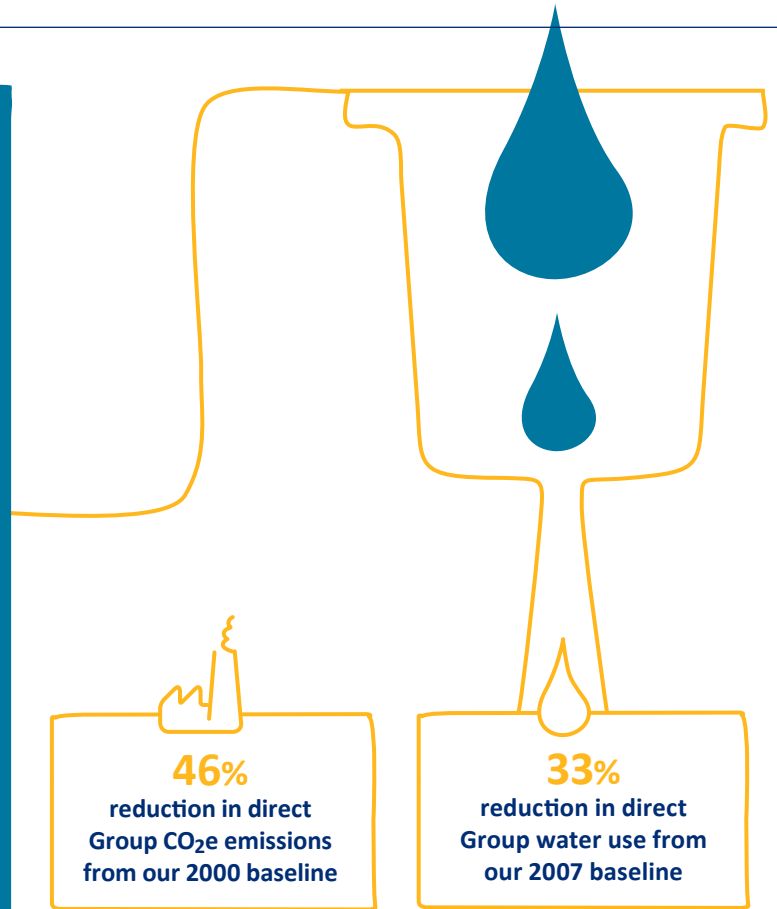 46%
reduction in direct
Group CO₂e emissions
from our 2000 baseline
33%
reduction in direct
Group water use from
our 2007 baseline